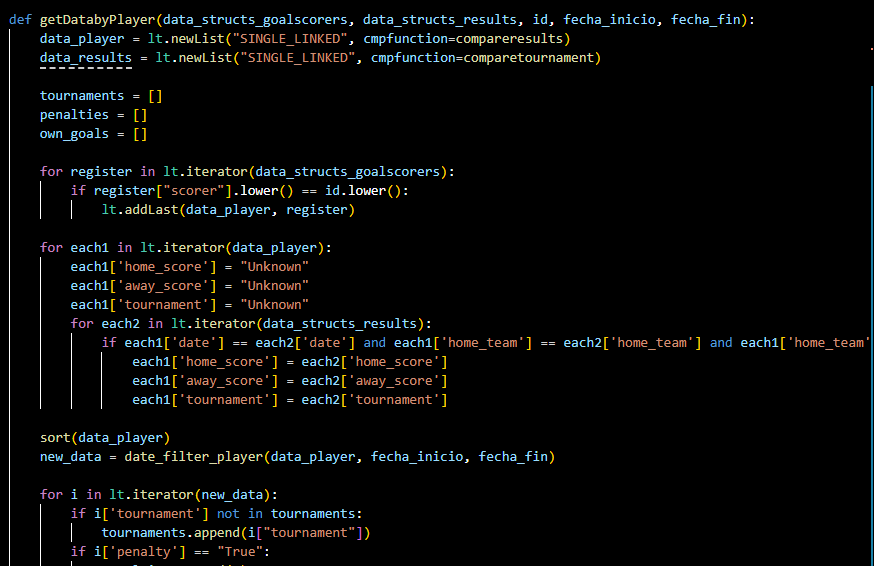 def getDatabyPlayer(data_structs_goalscorers, data_structs_results, id, fecha_inicio, fecha_fin):
    data_player = lt.newList("SINGLE_LINKED", cmpfunction=compareresults)
    data_results = lt.newList("SINGLE_LINKED", cmpfunction=comparetournament)
    tournaments = []
    penalties = []
    own_goals = []
    for register in lt.iterator(data_structs_goalscorers):
        if register["scorer"].lower() == id.lower():
            lt.addLast(data_player, register)
    for each1 in lt.iterator(data_player):
        each1['home_score'] = "Unknown"
        each1['away_score'] = "Unknown"
        each1['tournament'] = "Unknown"
        for each2 in lt.iterator(data_structs_results):
            if each1['date'] == each2['date'] and each1['home_team'] == each2['home_team'] and each1['home_team'
                each1['home_score'] = each2['home_score']
                each1['away_score'] = each2['away_score']
                each1['tournament'] = each2['tournament']
    sort(data_player)
    new_data = date_filter_player(data_player, fecha_inicio, fecha_fin)
    for i in lt.iterator(new_data):
        if i['tournament'] not in tournaments:
            tournaments.append(i["tournament"])
        if i['penalty'] == "True":